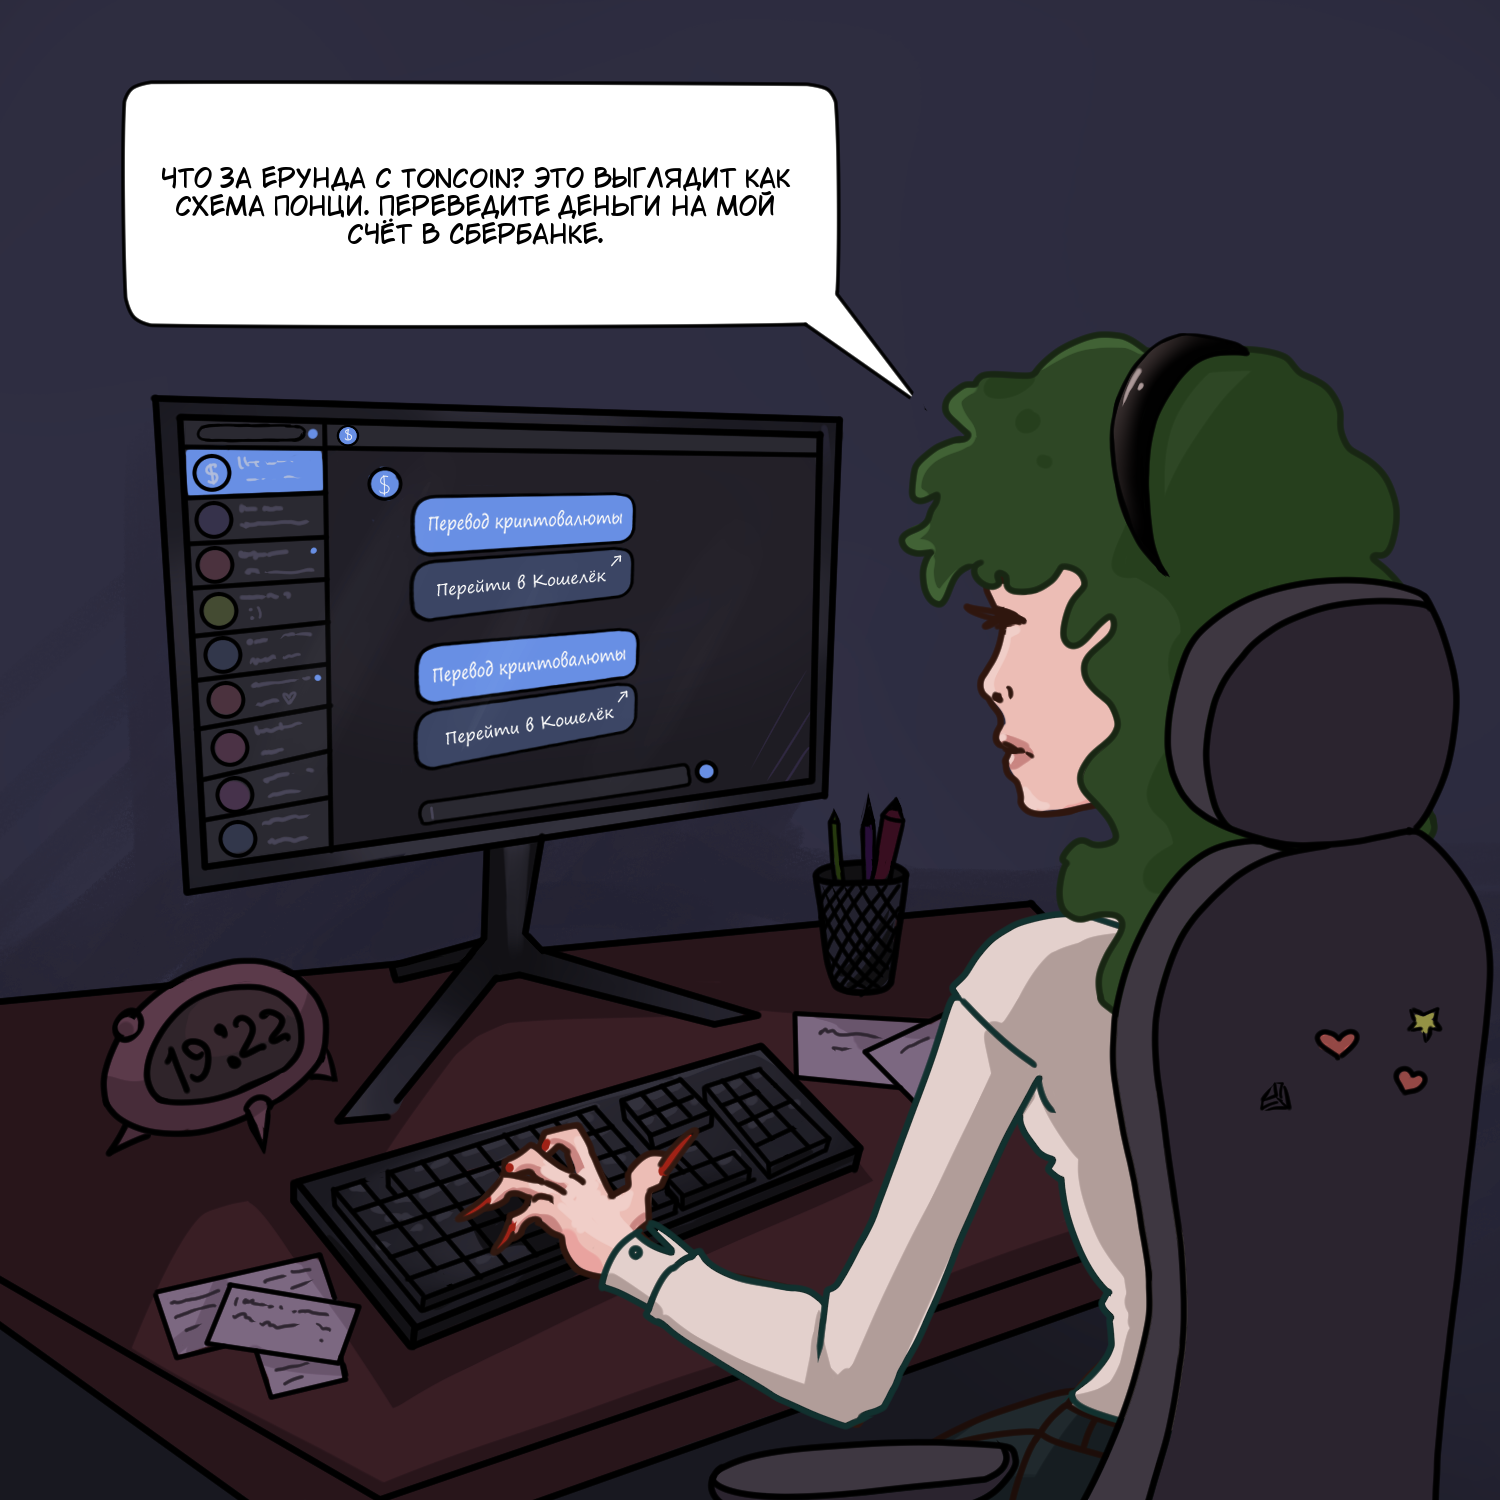 ЧТО ЗА ЕРУНДА С TONCOIN? ЭТО ВЫГЛЯДИТ КАК
СХЕМА ПОНЦИ. ПЕРЕВЕДИТЕ ДЕНЬГИ НА МОЙ
СЧЁТ В СБЕРБАНКЕ.
$
$
$
Перевод криптовалюты
Перейти в Кошелёк
:)
Перевод криптовалюты
Перейти в Кошелёк
19:22